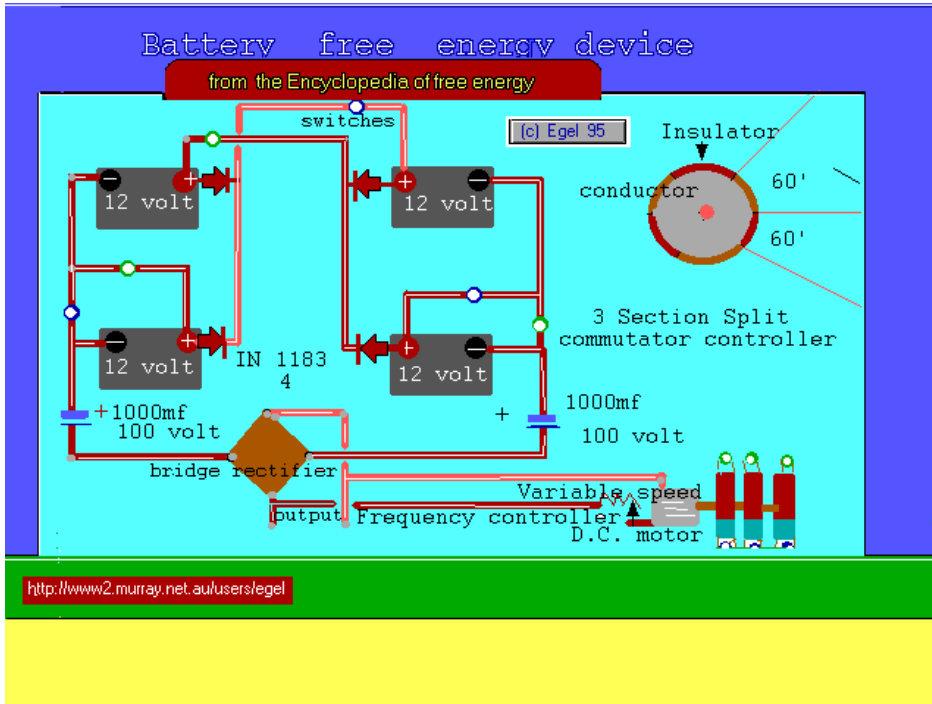 Battery free energy device
from the Encyclopedia of free energy
switches
(c) Egel 95
Insulator
+
−
12 volt
+
−
12 volt
conductor
60'
60'
+
−
12 volt
+
−
12 volt
3 Section Split
commutator controller
IN 1183
4
+1000mf
100 volt
+
1000mf
100 volt
bridge rectifier
Variable speed
output
Frequency controller
D.C. motor
http://www2.murray.net.au/users/egel